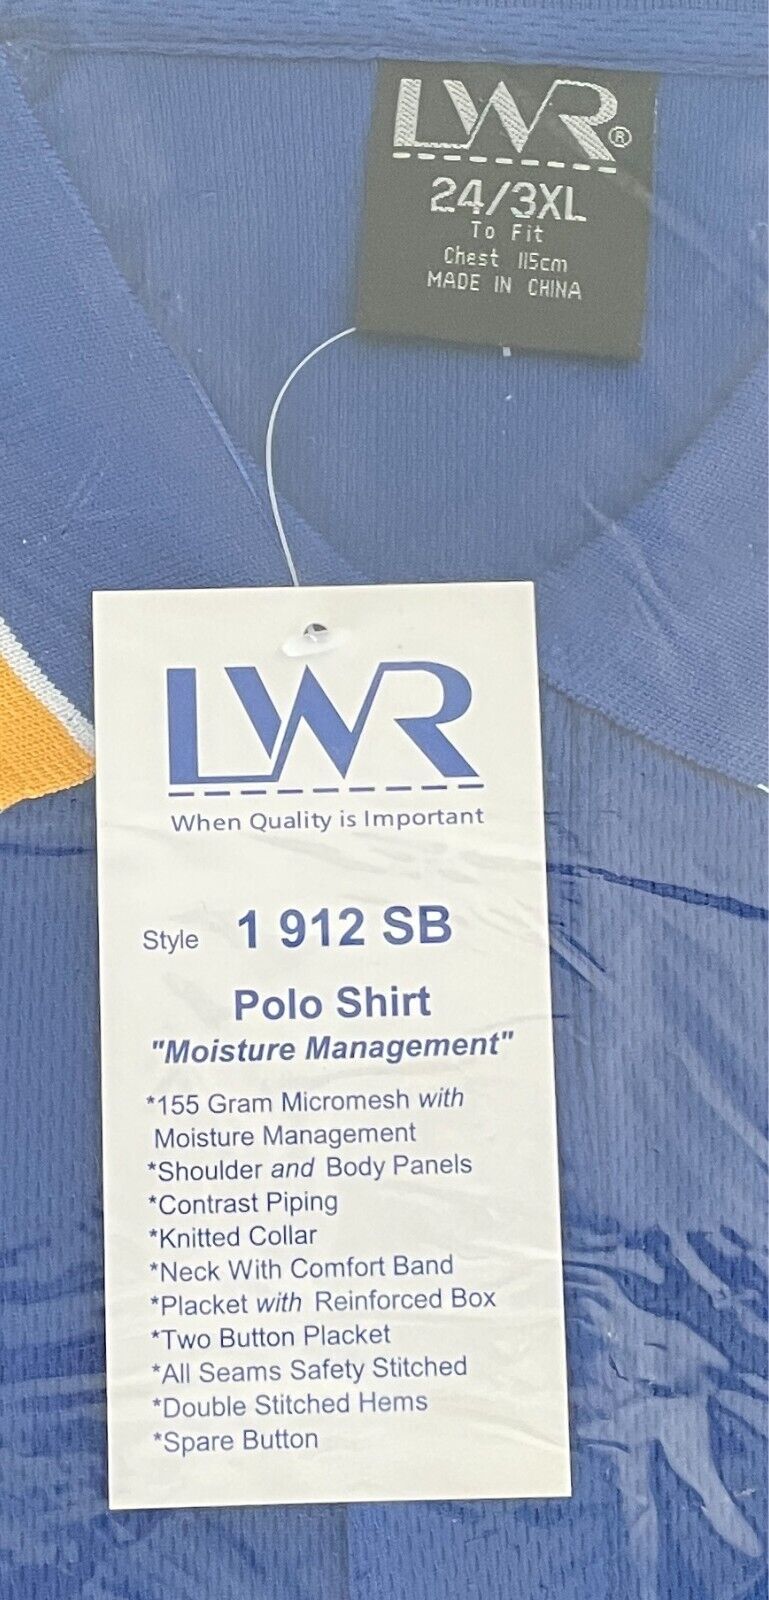 LWR®
24/3XL
To Fit
Chest 115cm
MADE IN CHINA
LWR
When Quality is Important
Style 1 912 SB
Polo Shirt
"Moisture Management"
*155 Gram Micromesh with
Moisture Management
*Shoulder and Body Panels
*Contrast Piping
*Knitted Collar
*Neck With Comfort Band
*Placket with Reinforced Box
*Two Button Placket
*All Seams Safety Stitched
*Double Stitched Hems
*Spare Button